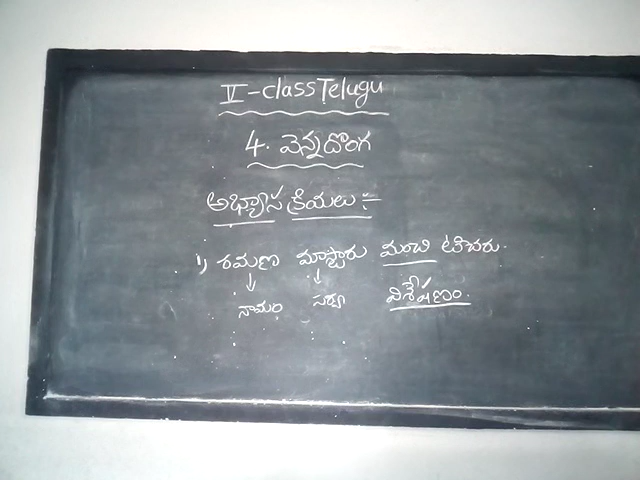 V - class Telugu
4. వెన్నదొంగ
అభ్యాస క్రియలు :-
1, రమణ మాస్టారు మంచి టీచరు.
నామం సర్వ విశేషణం.